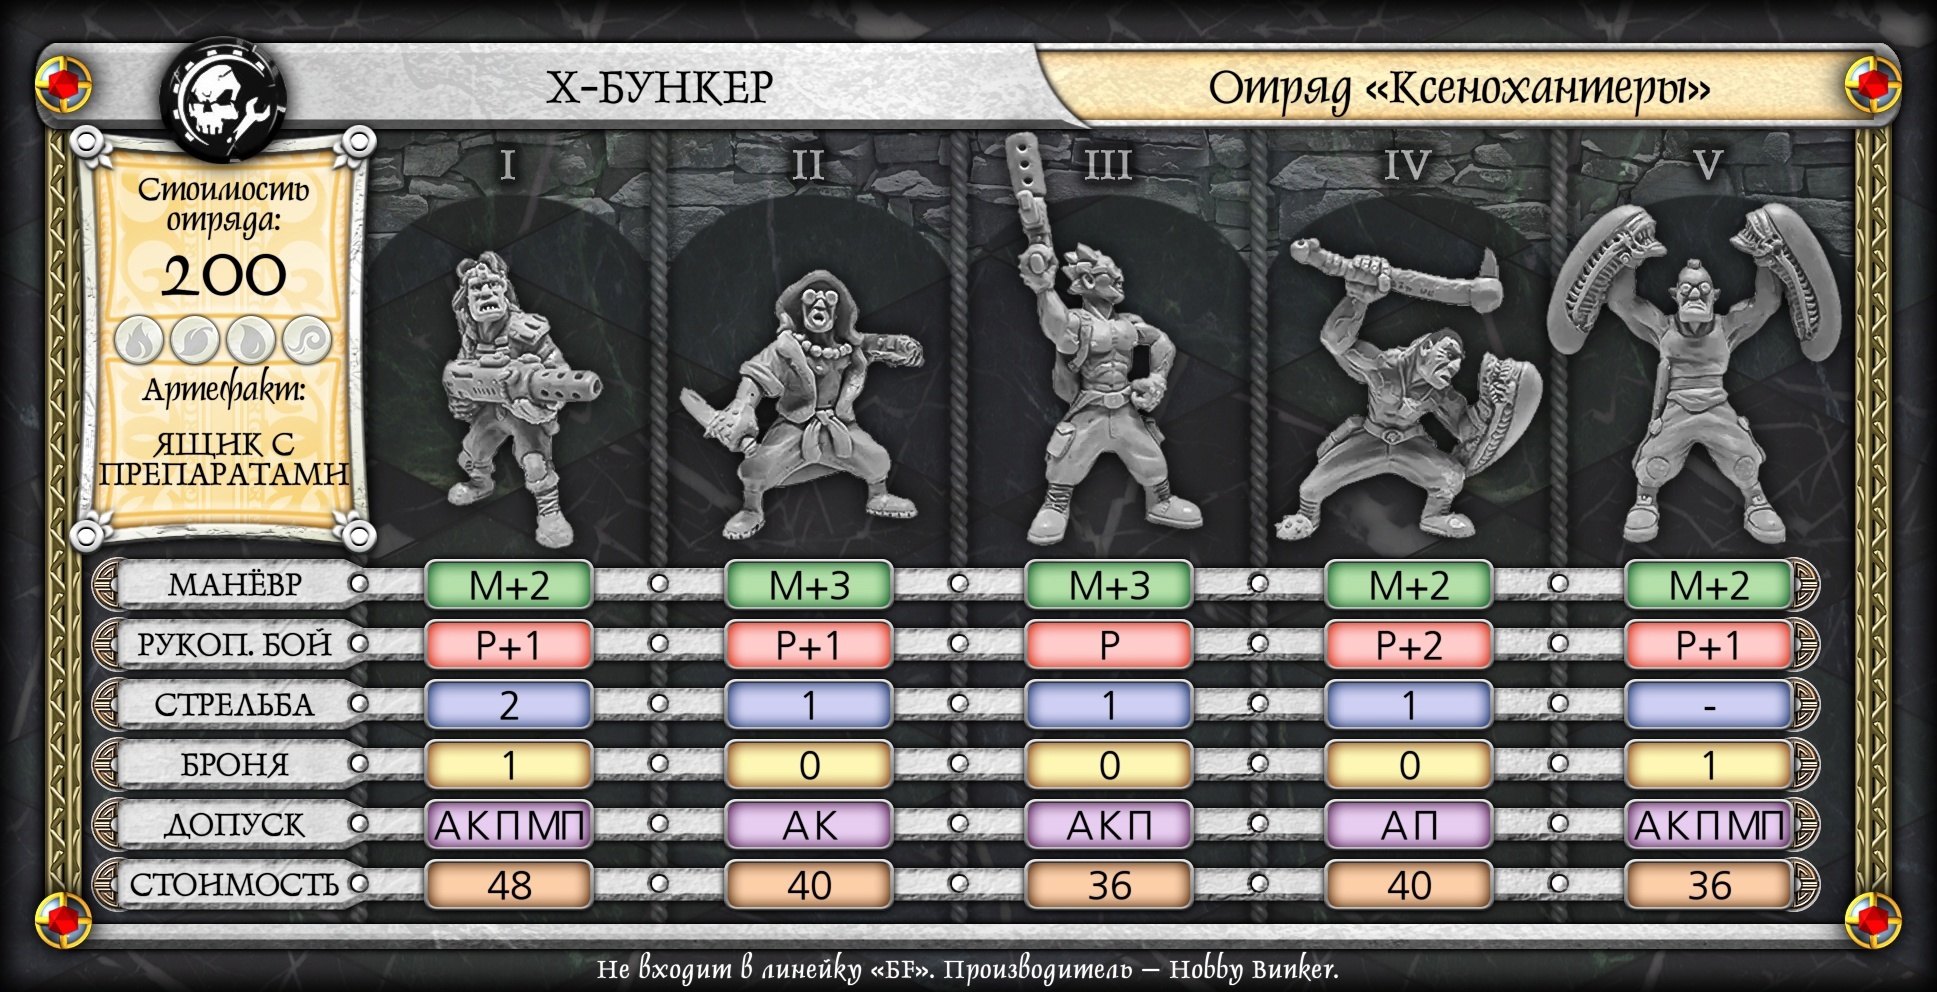 Х-БУНКЕР
Отряд «Ксенохантеры»
Стоимость
отряда:
200
Артефакт:
ЯЩИК С
ПРЕПАРАТАМИ
I II III IV V
МАНЁВР М+2 М+3 М+3 М+2 М+2
РУКОП. БОЙ Р+1 Р+1 Р Р+2 Р+1
СТРЕЛЬБА 2 1 1 1 -
БРОНЯ 1 0 0 0 1
ДОПУСК АКПМП АК АКП АП АКПМП
СТОИМОСТЬ 48 40 36 40 36
Не входит в линейку «БF». Производитель — Hobby Bunker.